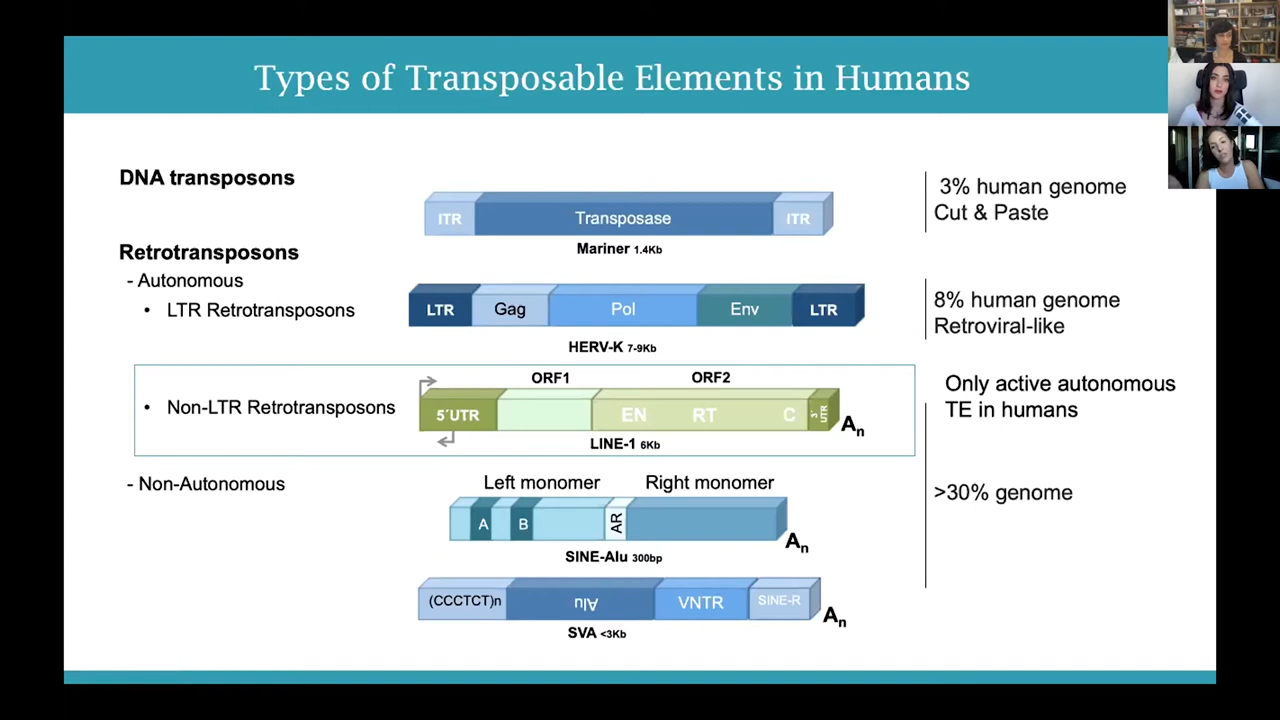 Types of Transposable Elements in Humans
DNA transposons
ITR Transposase ITR
Mariner 1.4Kb
3% human genome
Cut & Paste
Retrotransposons
- Autonomous
• LTR Retrotransposons
LTR Gag Pol Env LTR
HERV-K 7-9Kb
8% human genome
Retroviral-like
• Non-LTR Retrotransposons
ORF1 ORF2
5´UTR EN RT C 3´UTR An
LINE-1 6Kb
Only active autonomous
TE in humans
- Non-Autonomous
Left monomer Right monomer
A B AR An
SINE-Alu 300bp
>30% genome
(CCCTCT)n Alu VNTR SINE-R An
SVA <3Kb